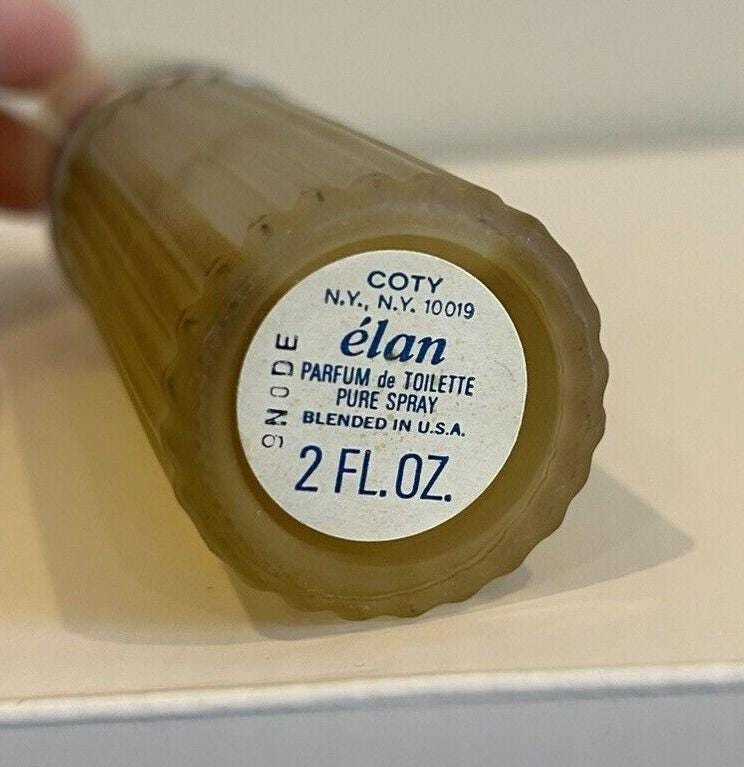 COTY
N.Y., N.Y. 10019
élan
PARFUM de TOILETTE
PURE SPRAY
BLENDED IN U.S.A.
2 FL. OZ.
9NODE